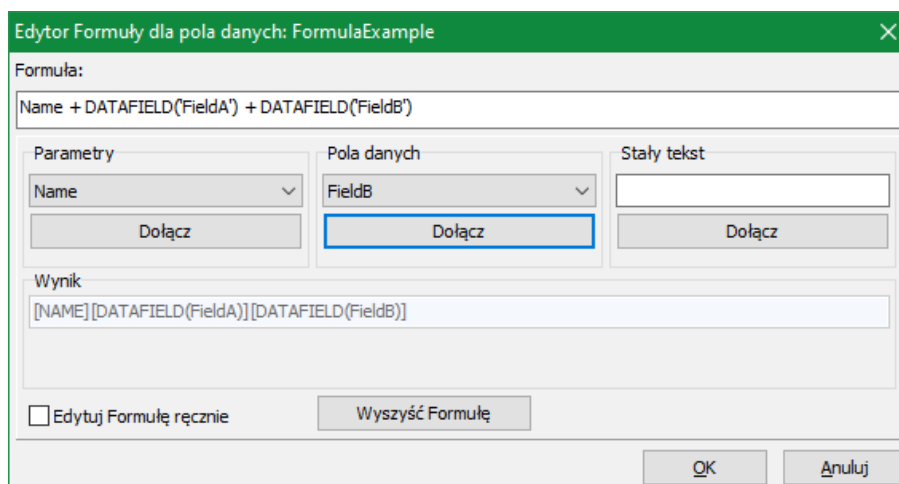 Edytor Formuły dla pola danych: FormulaExample
Formuła:
Name + DATAFIELD('FieldA') + DATAFIELD('FieldB')
Parametry Pola danych Stały tekst
Name FieldB
Dołącz Dołącz Dołącz
Wynik
[NAME][DATAFIELD(FieldA)][DATAFIELD(FieldB)]
Edytuj Formułę ręcznie Wyszyść Formułę
OK Anuluj